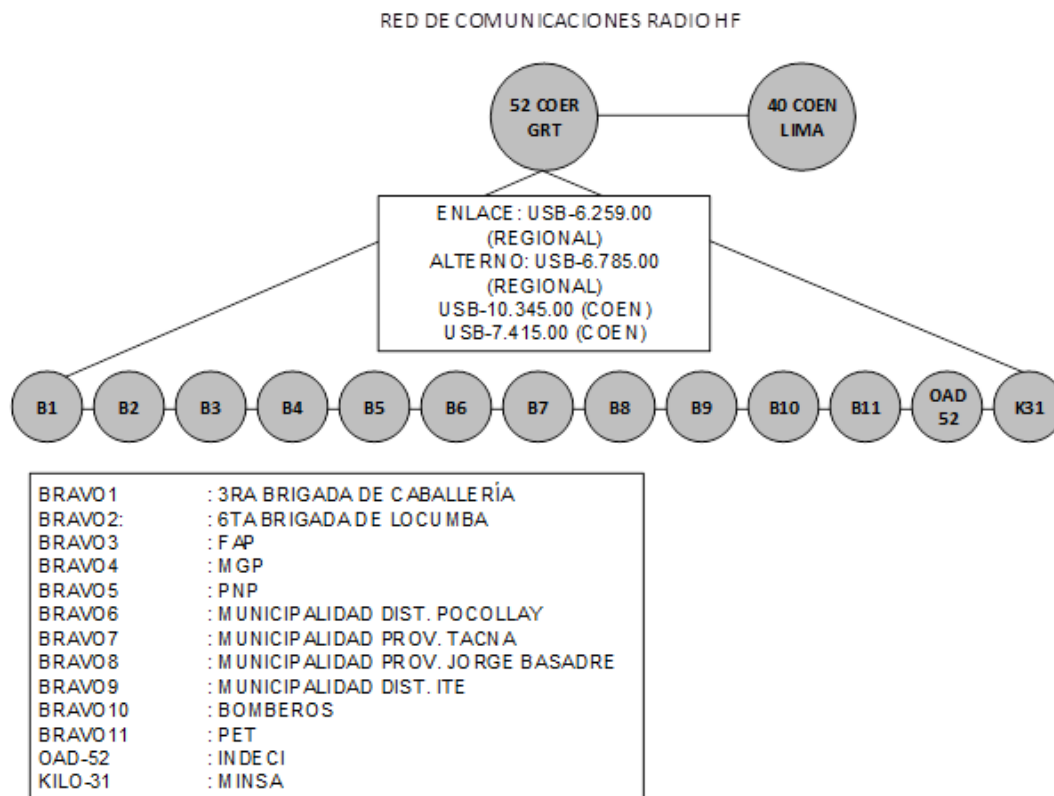 RED DE COMUNICACIONES RADIO HF
52 COER
GRT
40 COEN
LIMA
ENLACE: USB-6.259.00
(REGIONAL)
ALTERNO: USB-6.785.00
(REGIONAL)
USB-10.345.00 (COEN)
USB-7.415.00 (COEN)
B1 B2 B3 B4 B5 B6 B7 B8 B9 B10 B11 OAD 52 K31
BRAVO1 : 3RA BRIGADA DE CABALLERÍA
BRAVO2: : 6TA BRIGADA DE LOCUMBA
BRAVO3 : FAP
BRAVO4 : MGP
BRAVO5 : PNP
BRAVO6 : MUNICIPALIDAD DIST. POCOLLAY
BRAVO7 : MUNICIPALIDAD PROV. TACNA
BRAVO8 : MUNICIPALIDAD PROV. JORGE BASADRE
BRAVO9 : MUNICIPALIDAD DIST. ITE
BRAVO10 : BOMBEROS
BRAVO11 : PET
OAD-52 : INDECI
KILO-31 : MINSA